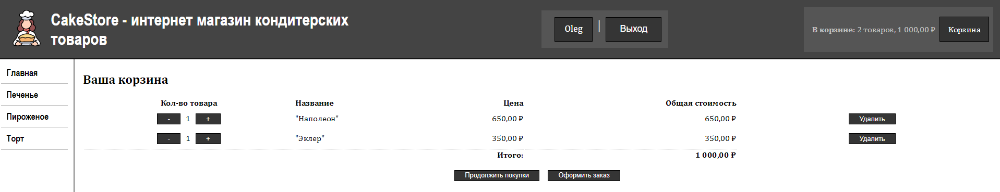 CakeStore - интернет магазин кондитерских
товаров
Oleg | Выход
В корзине: 2 товаров, 1 000,00 ₽ Корзина
Главная
Печенье
Пироженое
Торт
Ваша корзина
Кол-во товара Название Цена Общая стоимость
- 1 + "Наполеон" 650,00 ₽ 650,00 ₽ Удалить
- 1 + "Эклер" 350,00 ₽ 350,00 ₽ Удалить
Итого: 1 000,00 ₽
Продолжить покупки Оформить заказ